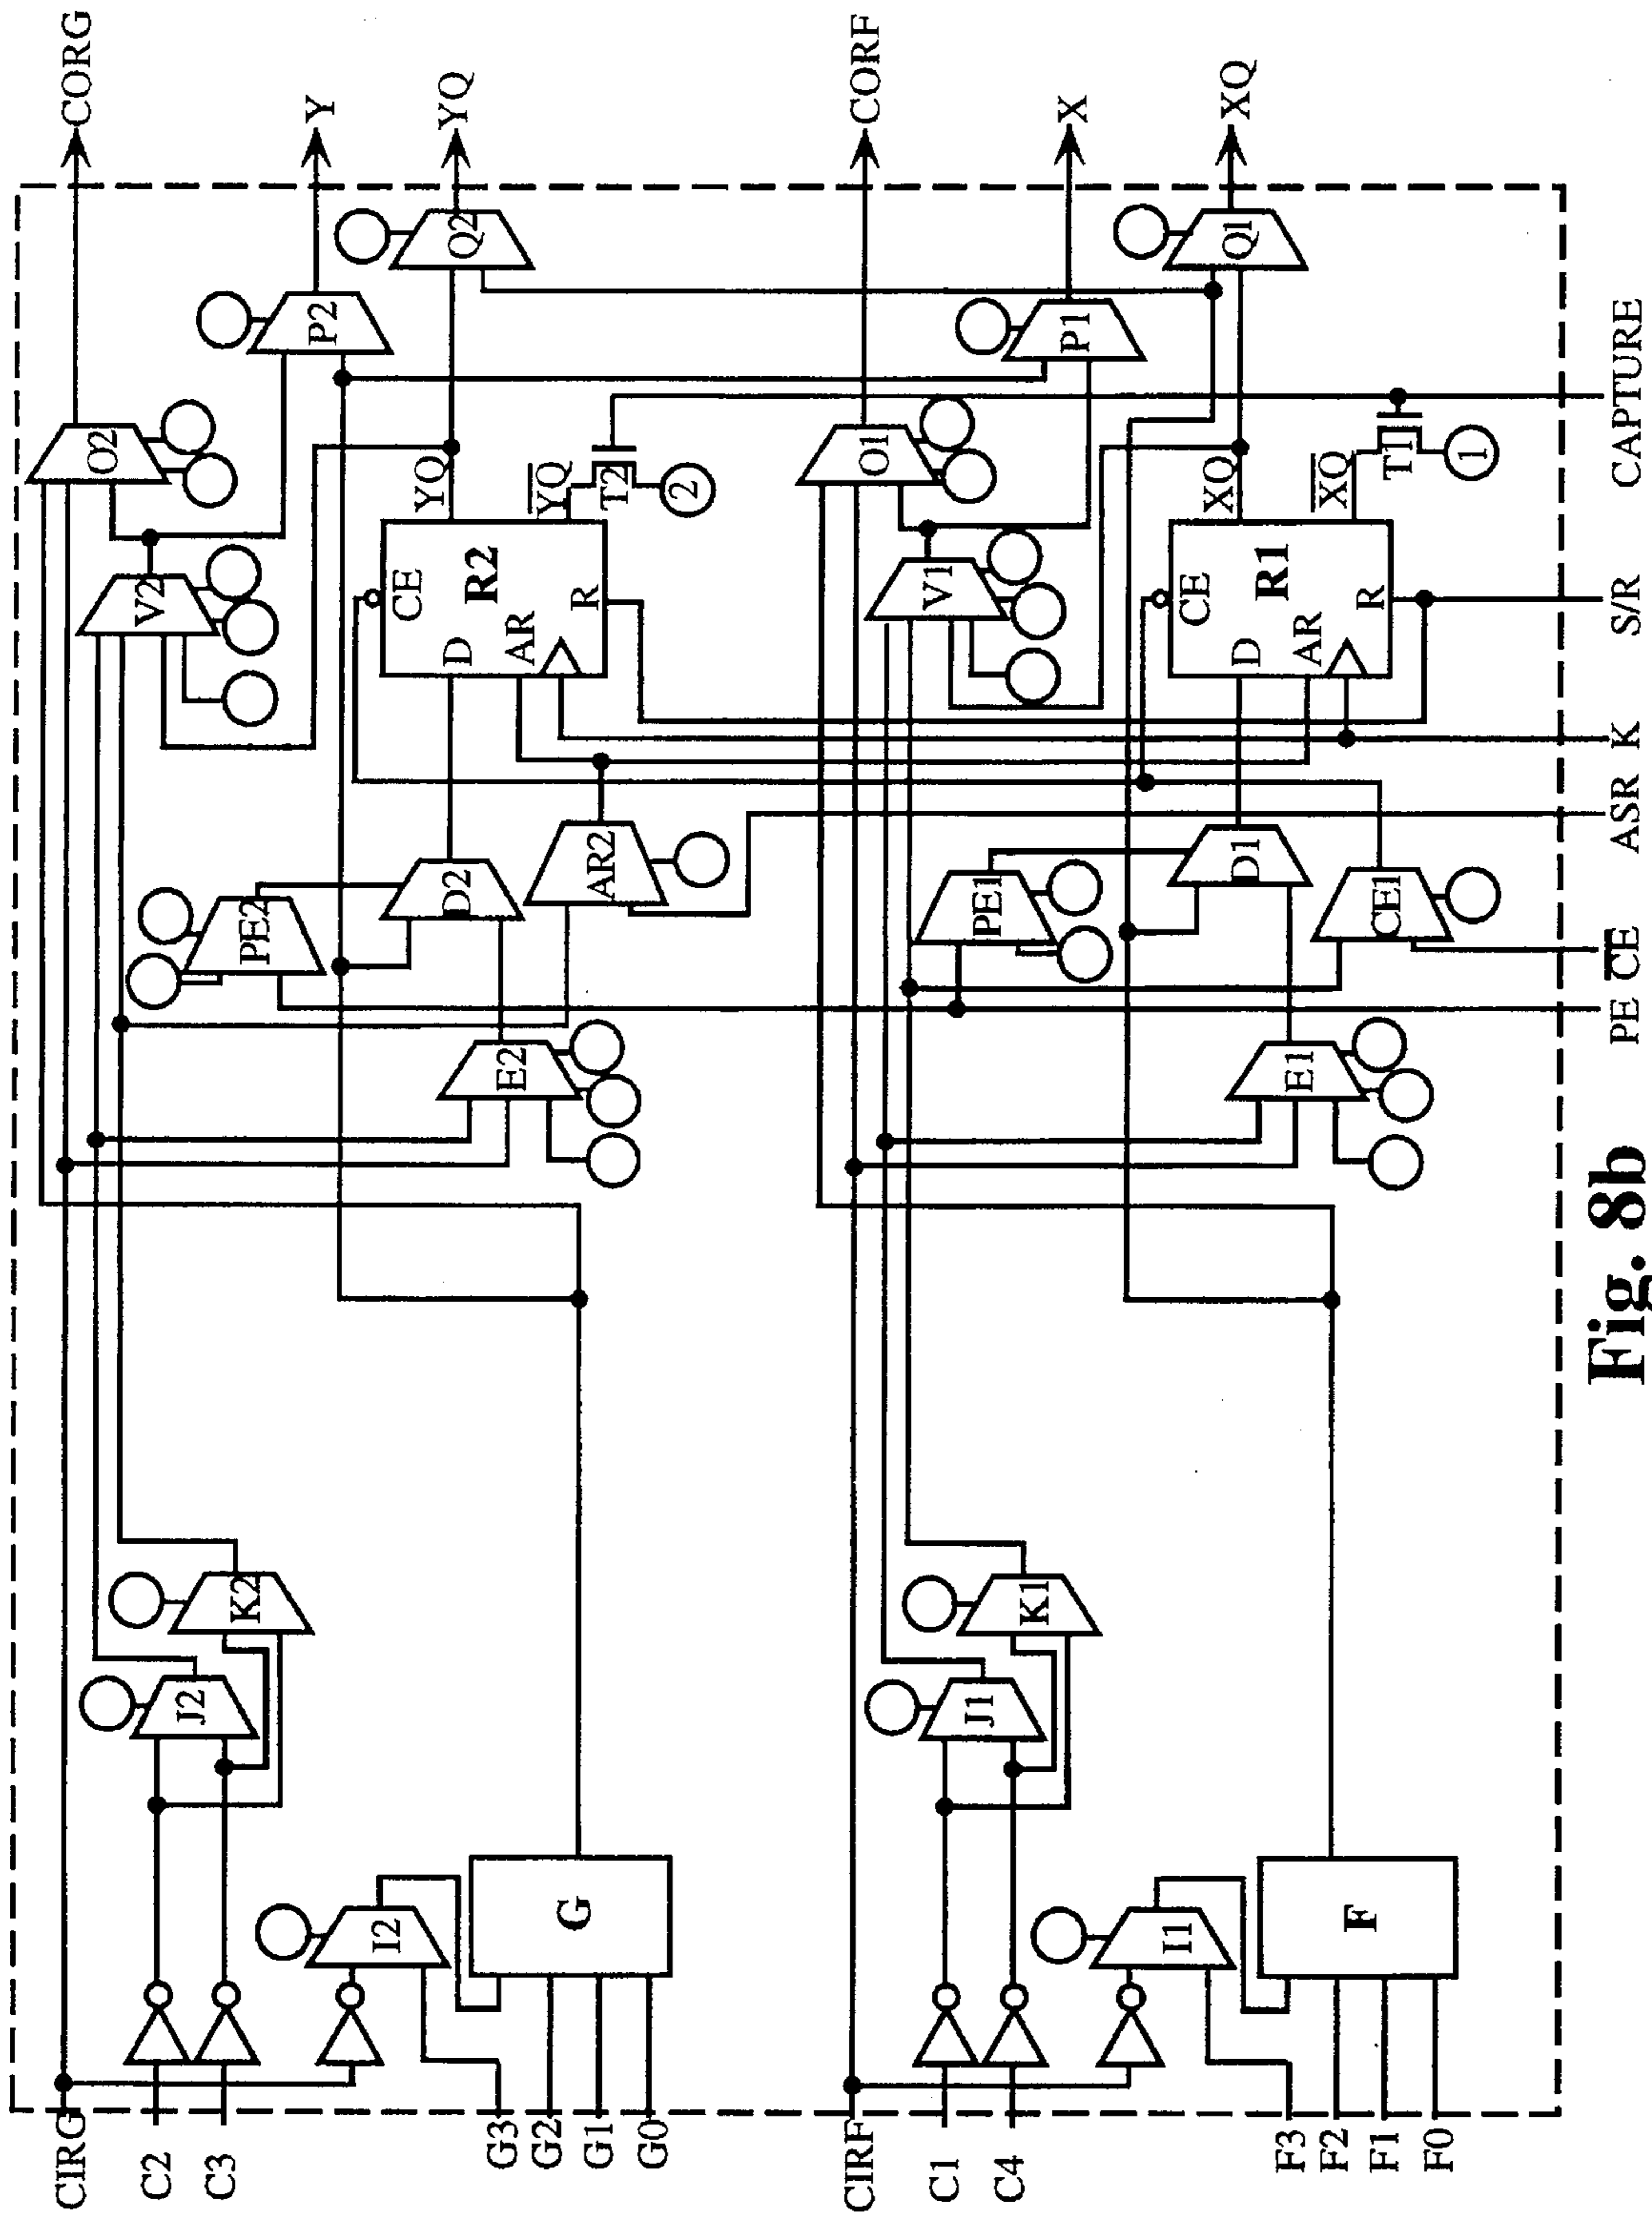 CIRG
C2
C3
G3
G2
G1
G0
CIRF
C1
C4
F3
F2
F1
F0
I2
G
J2
K2
I1
F
J1
K1
E2
PE2
D2
AR2
V2
O2
D
AR
CE
R2
R
YQ
YQ
T2
2
P2
Q2
E1
PE1
D1
CE1
V1
O1
D
AR
CE
R1
R
XQ
XQ
T1
1
P1
Q1
CORG
Y
YQ
CORF
X
XQ
PE
CE
ASR
K
S/R
CAPTURE
Fig. 8b